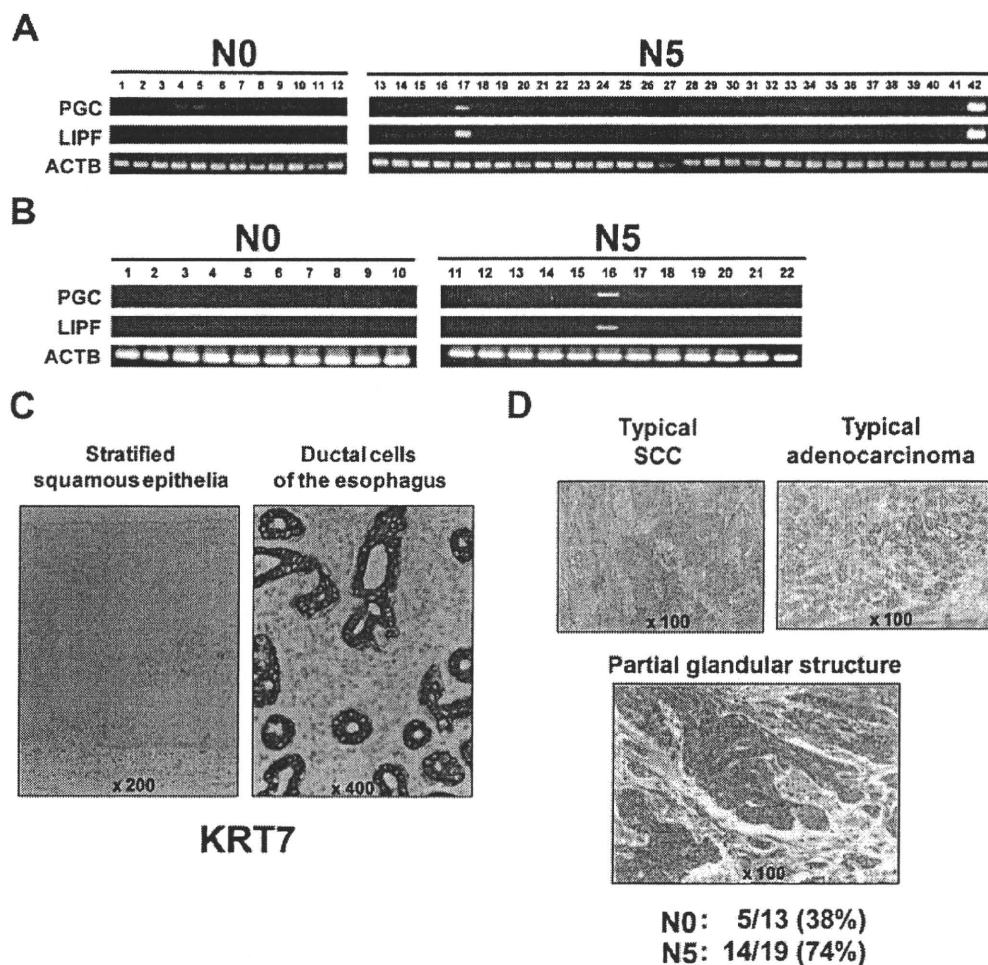 A
N0 N5
1 2 3 4 5 6 7 8 9 10 11 12 13 14 15 16 17 18 19 20 21 22 23 24 25 26 27 28 29 30 31 32 33 34 35 36 37 38 39 40 41 42
PGC
LIPF
ACTB
B
N0 N5
1 2 3 4 5 6 7 8 9 10 11 12 13 14 15 16 17 18 19 20 21 22
PGC
LIPF
ACTB
C
Stratified
squamous epithelia
Ductal cells
of the esophagus
x 200
x 400
KRT7
D
Typical
SCC
Typical
adenocarcinoma
x 100
x 100
Partial glandular structure
x 100
N0: 5/13 (38%)
N5: 14/19 (74%)